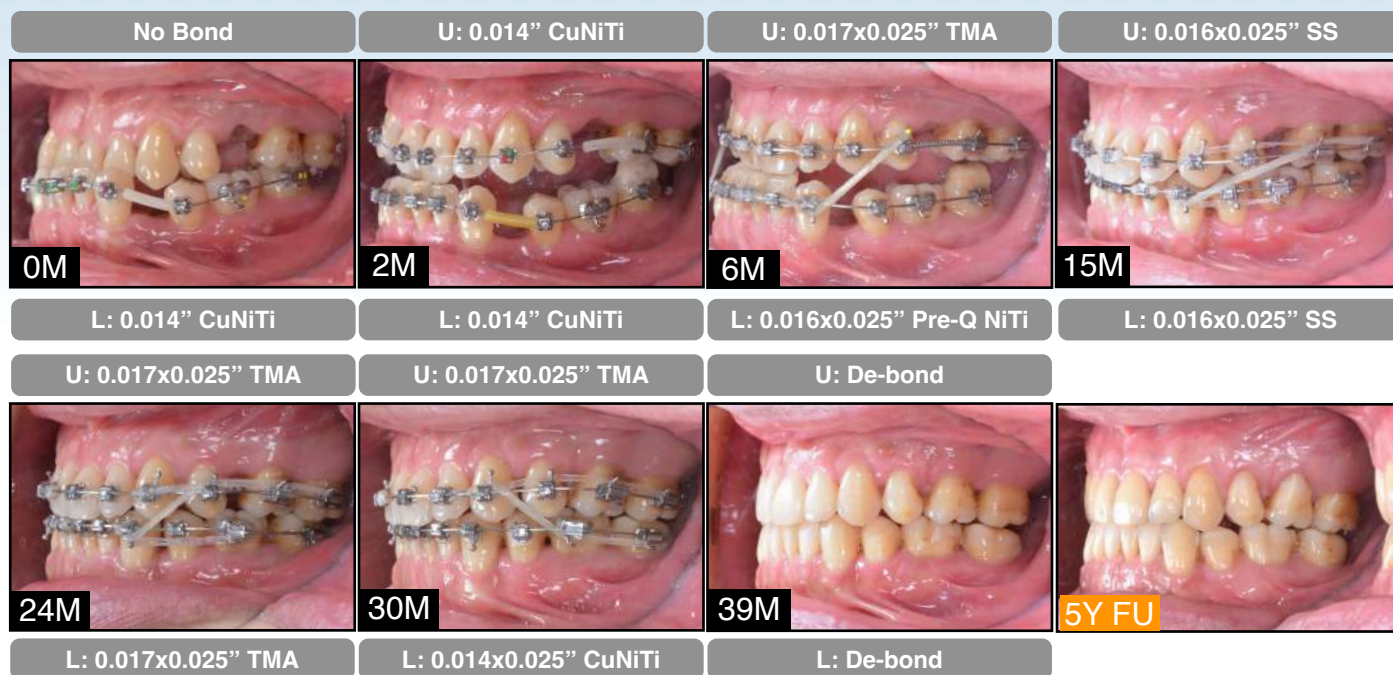 No Bond
U: 0.014” CuNiTi
U: 0.017x0.025” TMA
U: 0.016x0.025” SS
0M
2M
6M
15M
L: 0.014” CuNiTi
L: 0.014” CuNiTi
L: 0.016x0.025” Pre-Q NiTi
L: 0.016x0.025” SS
U: 0.017x0.025” TMA
U: 0.017x0.025” TMA
U: De-bond
24M
30M
39M
5Y FU
L: 0.017x0.025” TMA
L: 0.014x0.025” CuNiTi
L: De-bond